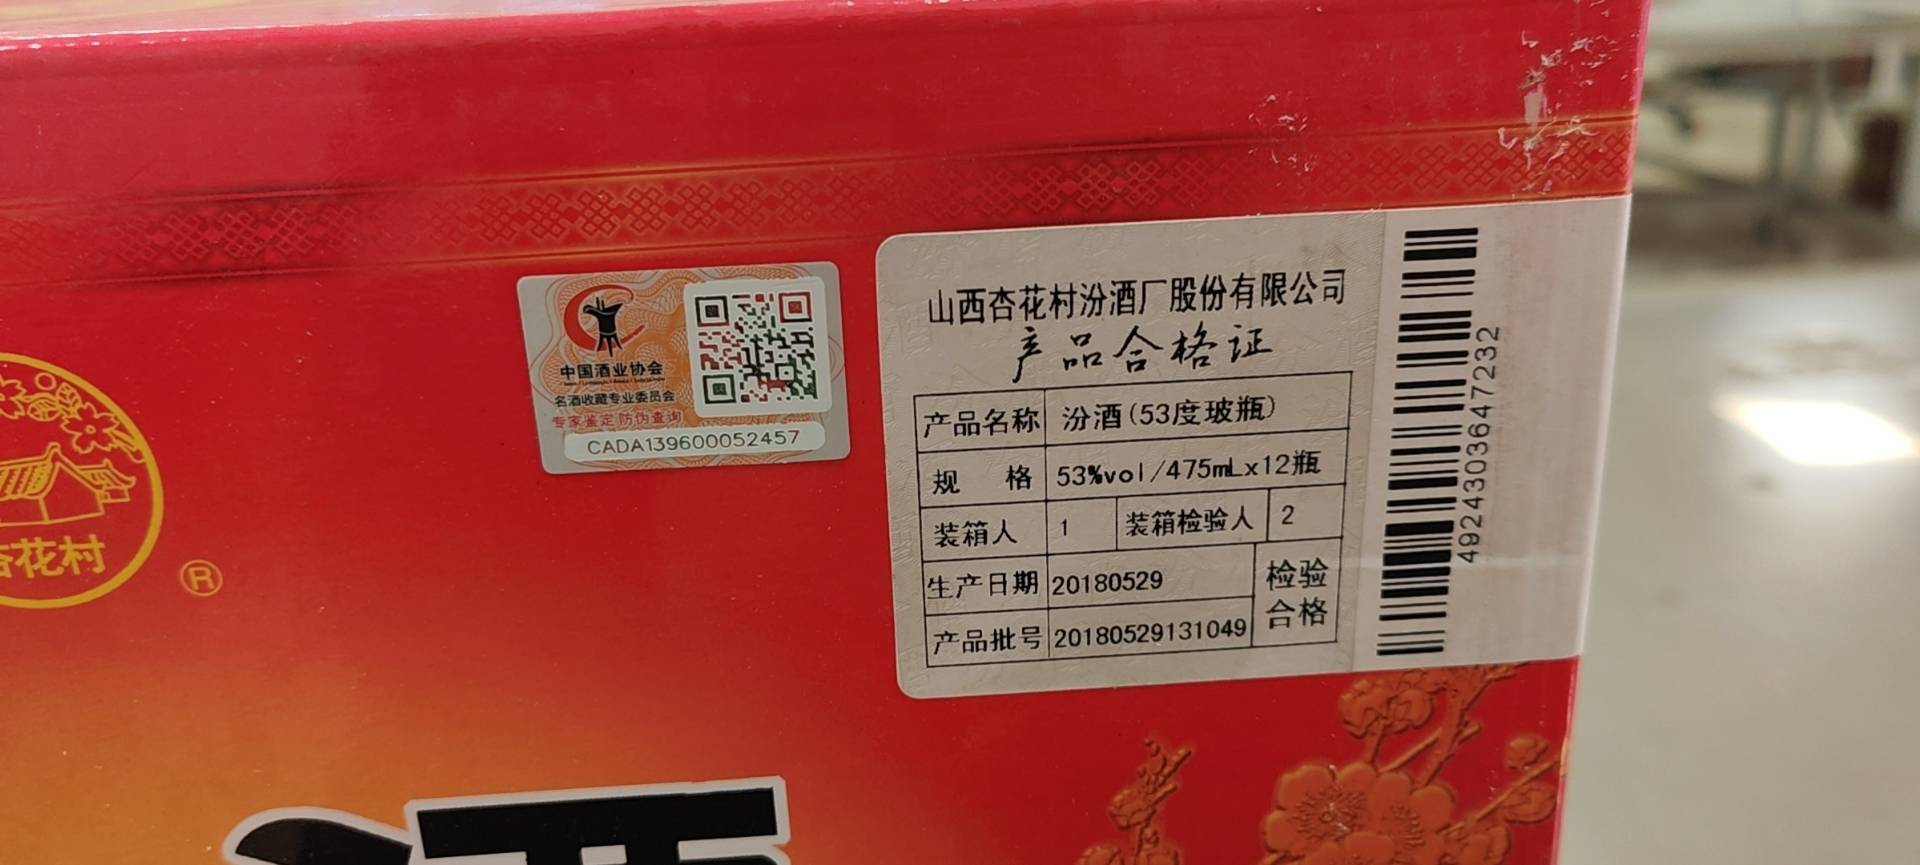 中国酒业协会
名酒收藏专业委员会
专家鉴定 防伪查询
CADA139600052457
山西杏花村汾酒厂股份有限公司
产品合格证
产品名称 汾酒(53度玻瓶)
规 格 53%vol/475mLx12瓶
装箱人 1 装箱检验人 2
生产日期 20180529 检验
产品批号 20180529131049 合格
4924303647232
杏花村
®